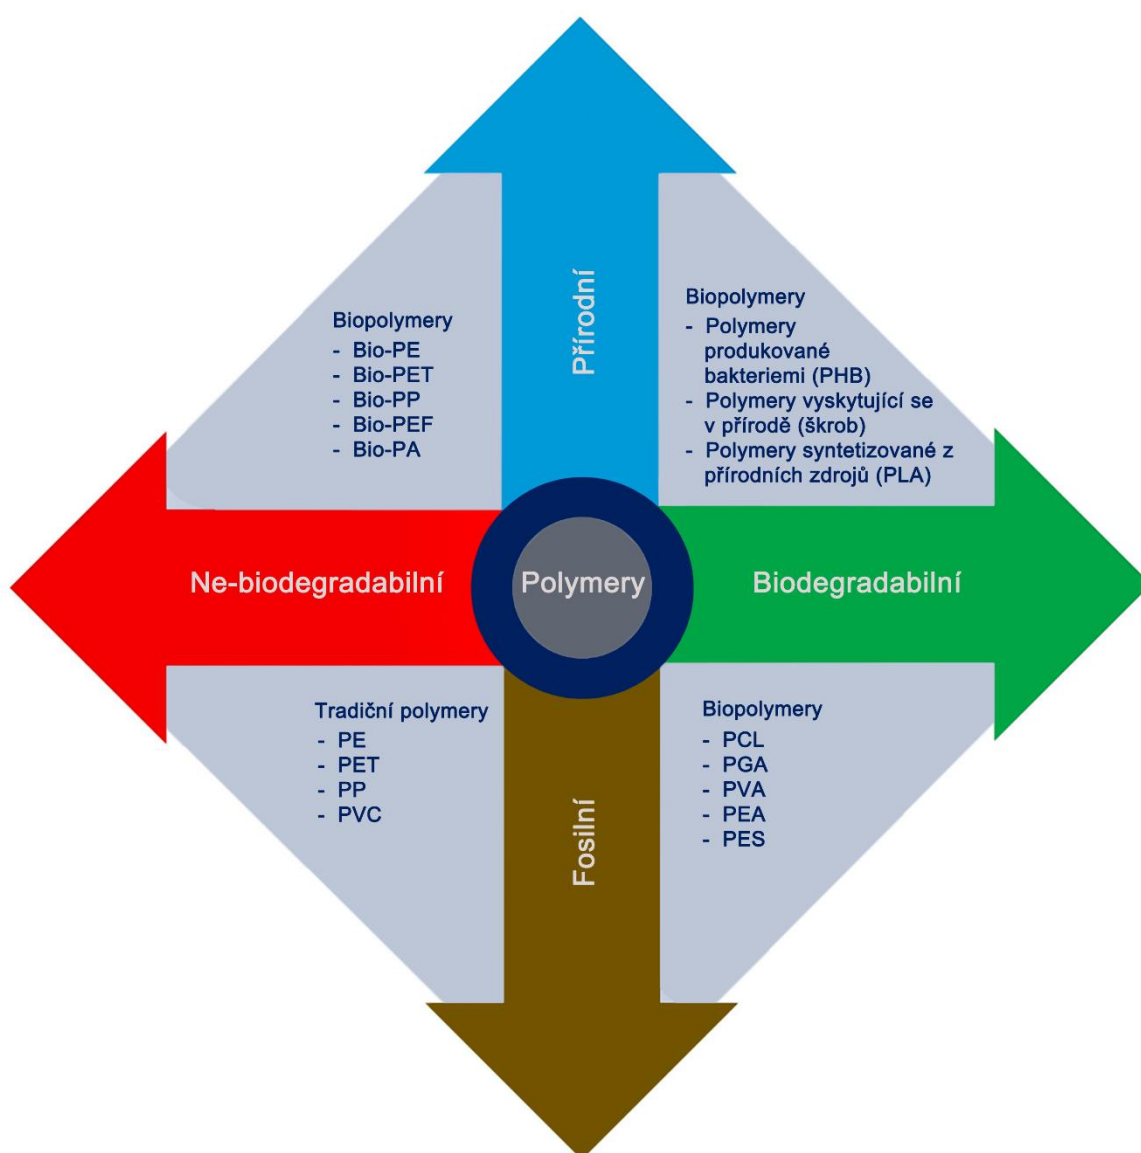 Přírodní
Biopolymery
- Bio-PE
- Bio-PET
- Bio-PP
- Bio-PEF
- Bio-PA
Biopolymery
- Polymery
produkované
bakteriemi (PHB)
- Polymery vyskytující se
v přírodě (škrob)
- Polymery syntetizované z
přírodních zdrojů (PLA)
Ne-biodegradabilní
Polymery
Biodegradabilní
Tradiční polymery
- PE
- PET
- PP
- PVC
Fosilní
Biopolymery
- PCL
- PGA
- PVA
- PEA
- PES